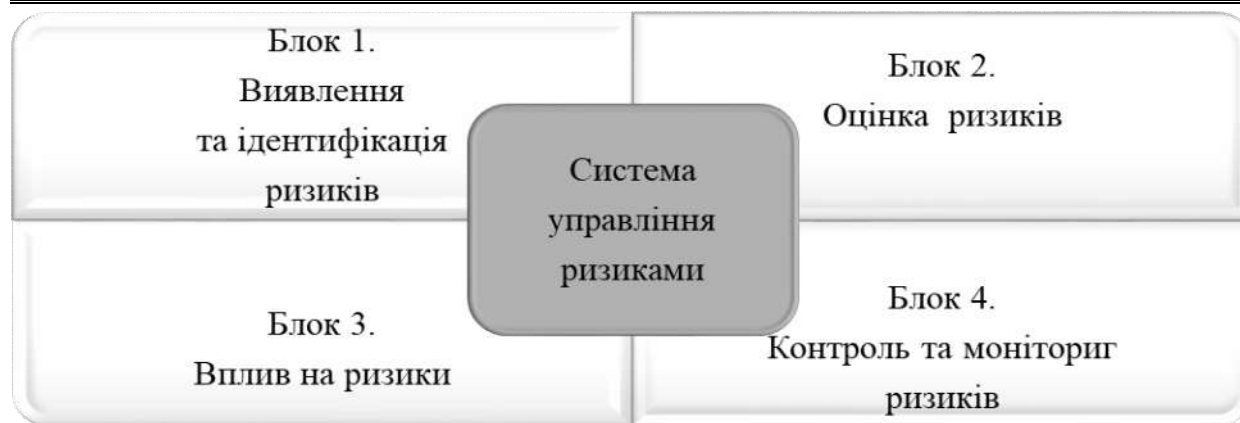 Блок 1.
Виявлення
та ідентифікація
ризиків
Блок 2.
Оцінка ризиків
Система
управління
ризиками
Блок 3.
Вплив на ризики
Блок 4.
Контроль та моніториг
ризиків